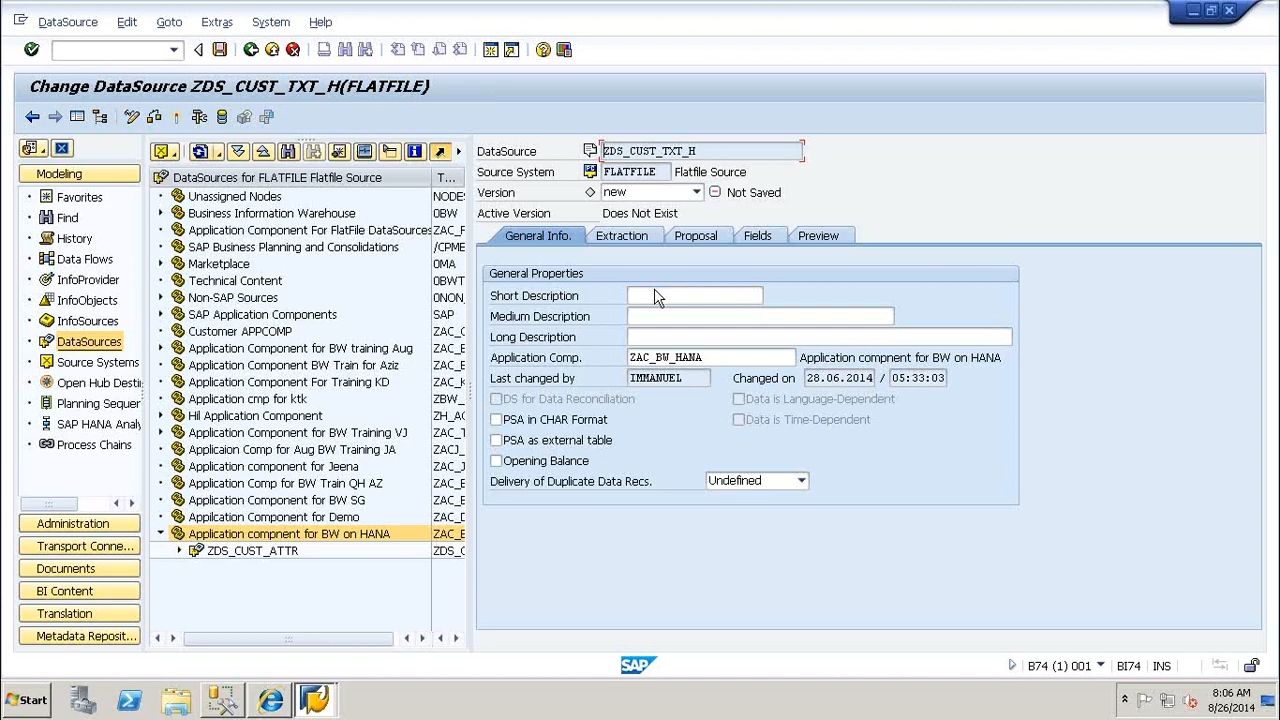 DataSource Edit Goto Extras System Help
Change DataSource ZDS_CUST_TXT_H(FLATFILE)
Modeling
Favorites
Find
History
Data Flows
InfoProvider
InfoObjects
InfoSources
DataSources
Source Systems
Open Hub Desti
Planning Sequer
SAP HANA Analy
Process Chains
Administration
Transport Conne...
Documents
BI Content
Translation
Metadata Reposit...
DataSources for FLATFILE Flatfile Source T...
Unassigned Nodes NODES
Business Information Warehouse 0BW
Application Component For FlatFile DataSources ZAC_F
SAP Business Planning and Consolidations /CPME
Marketplace 0MA
Technical Content 0BWT
Non-SAP Sources 0NON_
SAP Application Components SAP
Customer APPCOMP ZAC_C
Application Component for BW training Aug ZAC_B
Application Component BW Train for Aziz ZAC_B
Application Component For Training KD ZAC_K
Application cmp for ktk ZBW_
Hil Application Component ZH_AC
Application Component for BW Training VJ ZAC_T
Applicaion Comp for Aug BW Training JA ZACJ_
Application component for Jeena ZAC_E
Application Comp for BW Train QH AZ ZAC_E
Application Component for BW SG ZAC_E
Application Component for Demo ZAC_D
Application compnent for BW on HANA ZAC_E
ZDS_CUST_ATTR ZDS_C
DataSource ZDS_CUST_TXT_H
Source System FLATFILE Flatfile Source
Version new Not Saved
Active Version Does Not Exist
General Info. Extraction Proposal Fields Preview
General Properties
Short Description
Medium Description
Long Description
Application Comp. ZAC_BW_HANA Application compnent for BW on HANA
Last changed by IMMANUEL Changed on 28.06.2014 / 05:33:03
DS for Data Reconciliation Data is Language-Dependent
PSA in CHAR Format Data is Time-Dependent
PSA as external table
Opening Balance
Delivery of Duplicate Data Recs. Undefined
SAP
B74 (1) 001 BI74 INS
Start
8:06 AM
8/26/2014